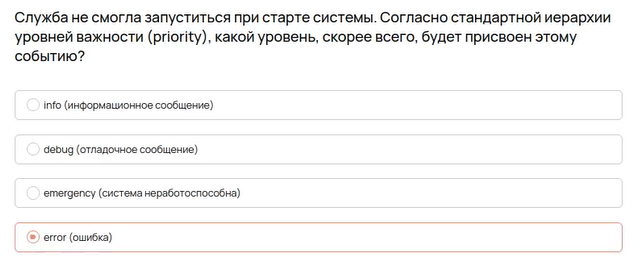 Служба не смогла запуститься при старте системы. Согласно стандартной иерархии
уровней важности (priority), какой уровень, скорее всего, будет присвоен этому
событию?
info (информационное сообщение)
debug (отладочное сообщение)
emergency (система неработоспособна)
error (ошибка)